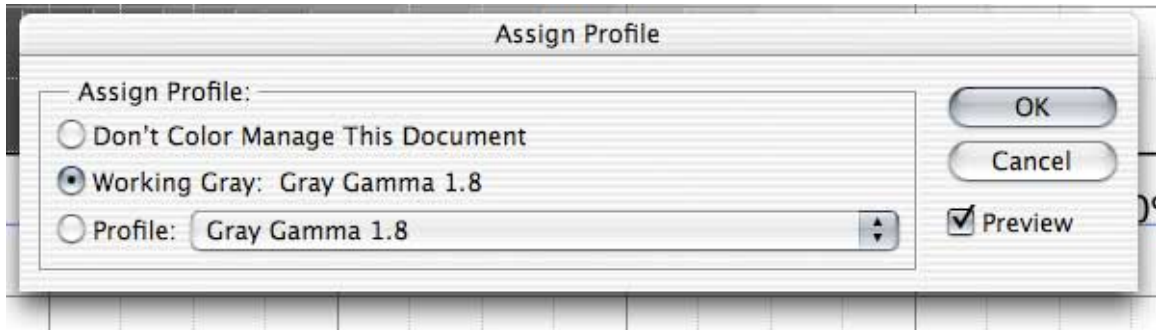 Assign Profile
Assign Profile:
Don't Color Manage This Document
Working Gray: Gray Gamma 1.8
Profile: Gray Gamma 1.8
OK
Cancel
Preview